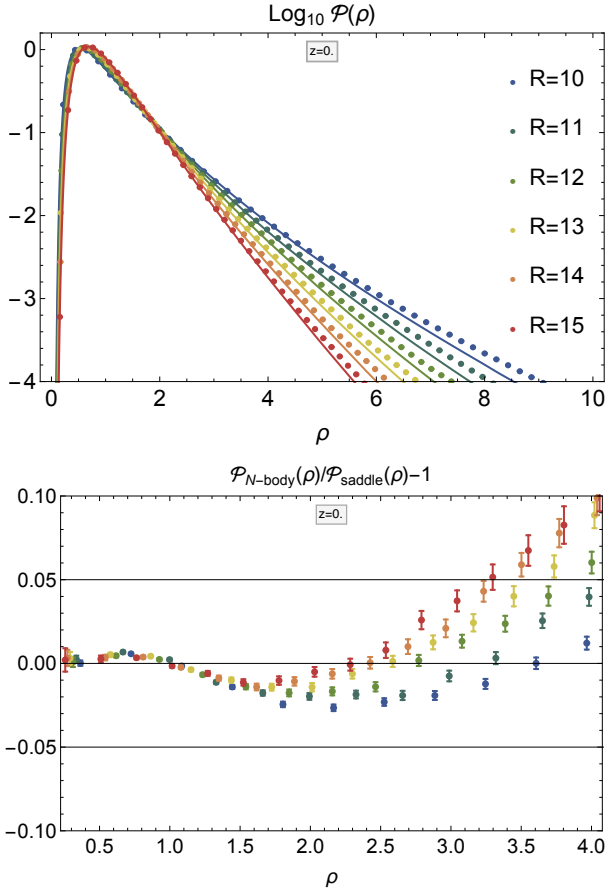 Log₁₀ 𝒫(ρ)
z=0.
0
−1
−2
−3
−4
R=10
R=11
R=12
R=13
R=14
R=15
0 2 4 6 8 10
ρ
𝒫N−body(ρ)/𝒫saddle(ρ)−1
z=0.
0.10
0.05
0.00
−0.05
−0.10
0.5 1.0 1.5 2.0 2.5 3.0 3.5 4.0
ρ